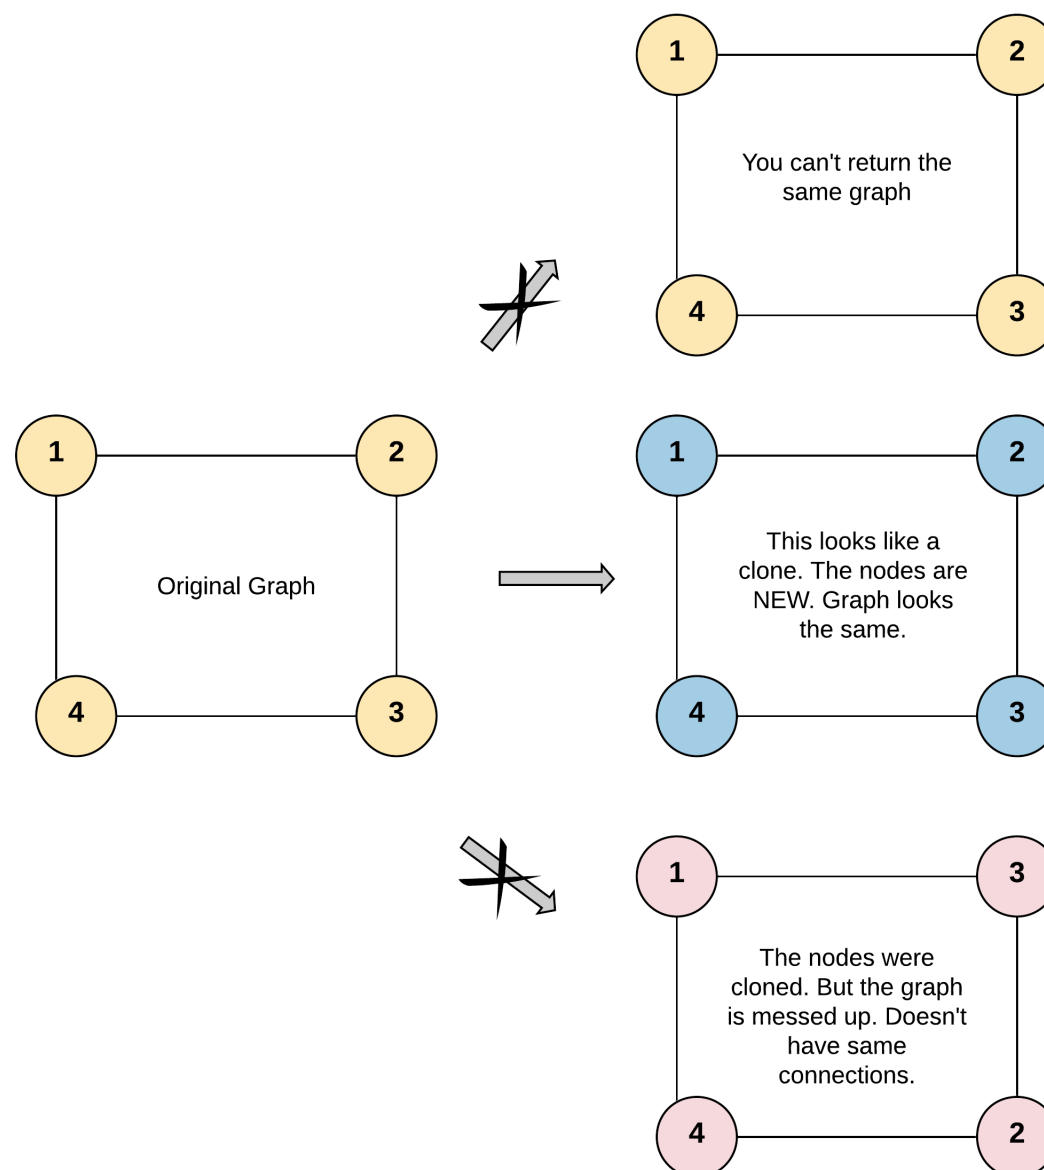 1
2
You can't return the
same graph
4
3
1
2
Original Graph
4
3
1
2
This looks like a
clone. The nodes are
NEW. Graph looks
the same.
4
3
1
3
The nodes were
cloned. But the graph
is messed up. Doesn't
have same
connections.
4
2